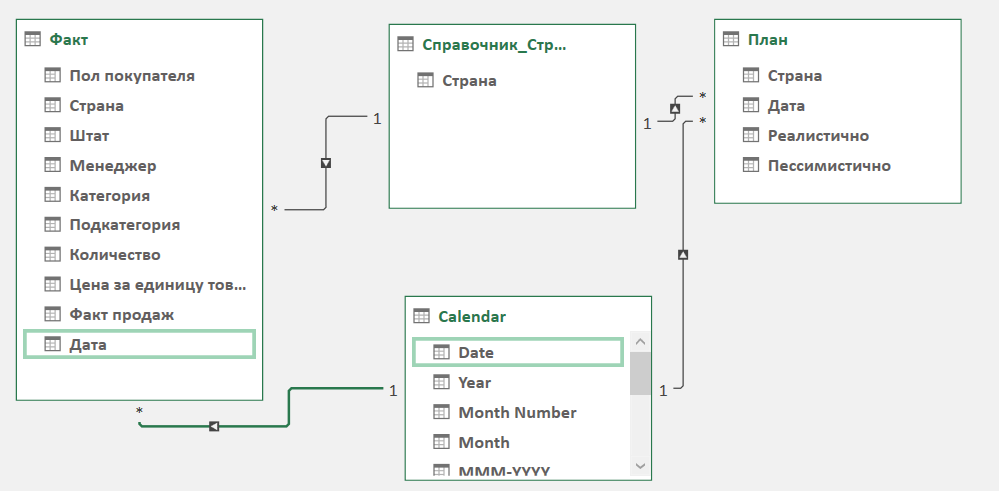 Факт
Пол покупателя
Страна
Штат
Менеджер
Категория
Подкатегория
Количество
Цена за единицу тов...
Факт продаж
Дата
Справочник_Стр...
Страна
План
Страна
Дата
Реалистично
Пессимистично
Calendar
Date
Year
Month Number
Month
MMM-YYYY
1
*
1
*
*
1
*
1